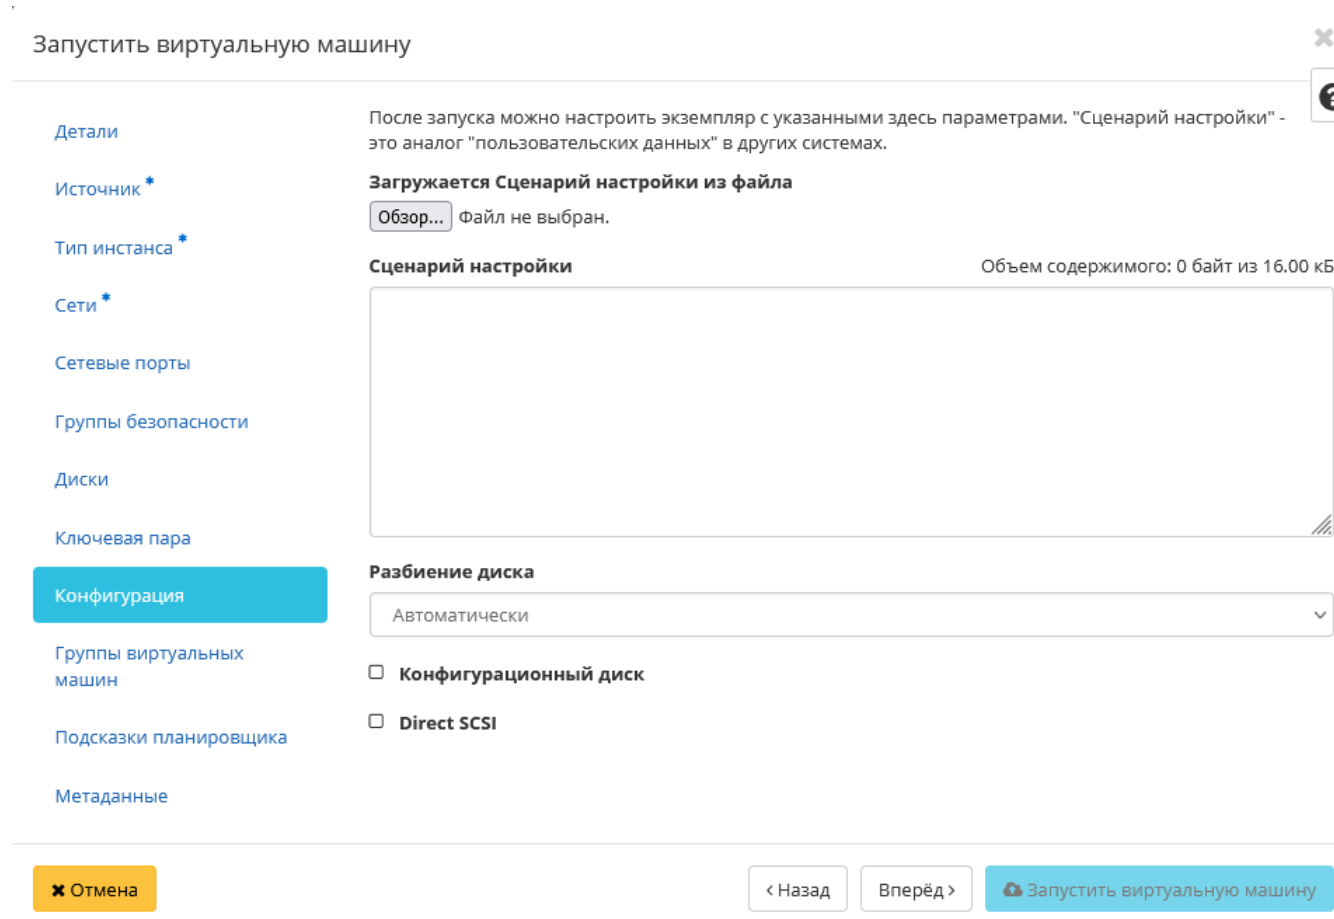 Запустить виртуальную машину
Детали
Источник *
Тип инстанса *
Сети *
Сетевые порты
Группы безопасности
Диски
Ключевая пара
Конфигурация
Группы виртуальных
машин
Подсказки планировщика
Метаданные
После запуска можно настроить экземпляр с указанными здесь параметрами. "Сценарий настройки" -
это аналог "пользовательских данных" в других системах.
Загружается Сценарий настройки из файла
Обзор... Файл не выбран.
Сценарий настройки Объем содержимого: 0 байт из 16.00 кБ
Разбиение диска
Автоматически
Конфигурационный диск
Direct SCSI
Отмена
< Назад
Вперёд >
Запустить виртуальную машину